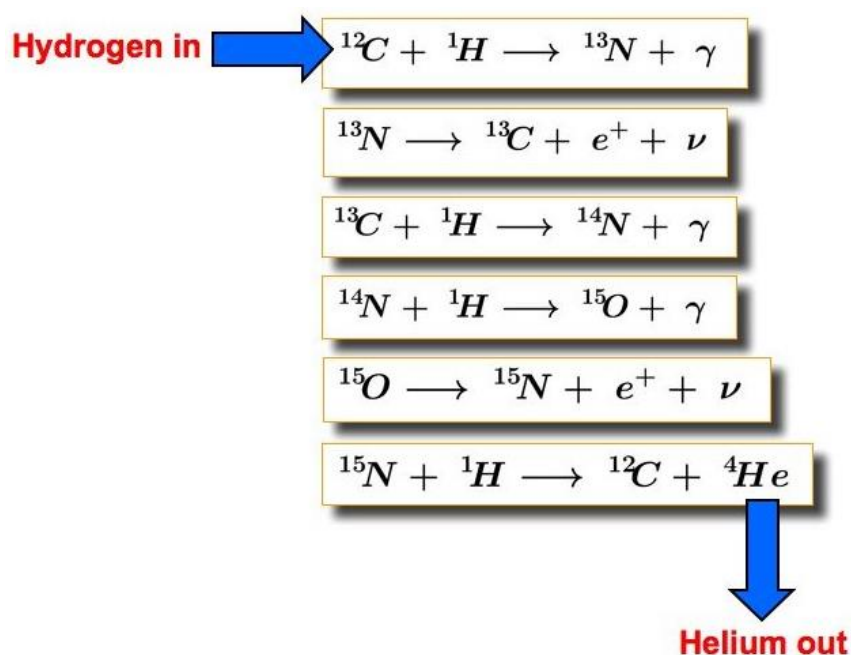 Hydrogen in
¹²C + ¹H ⟶ ¹³N + γ
¹³N ⟶ ¹³C + e⁺ + ν
¹³C + ¹H ⟶ ¹⁴N + γ
¹⁴N + ¹H ⟶ ¹⁵O + γ
¹⁵O ⟶ ¹⁵N + e⁺ + ν
¹⁵N + ¹H ⟶ ¹²C + ⁴He
Helium out